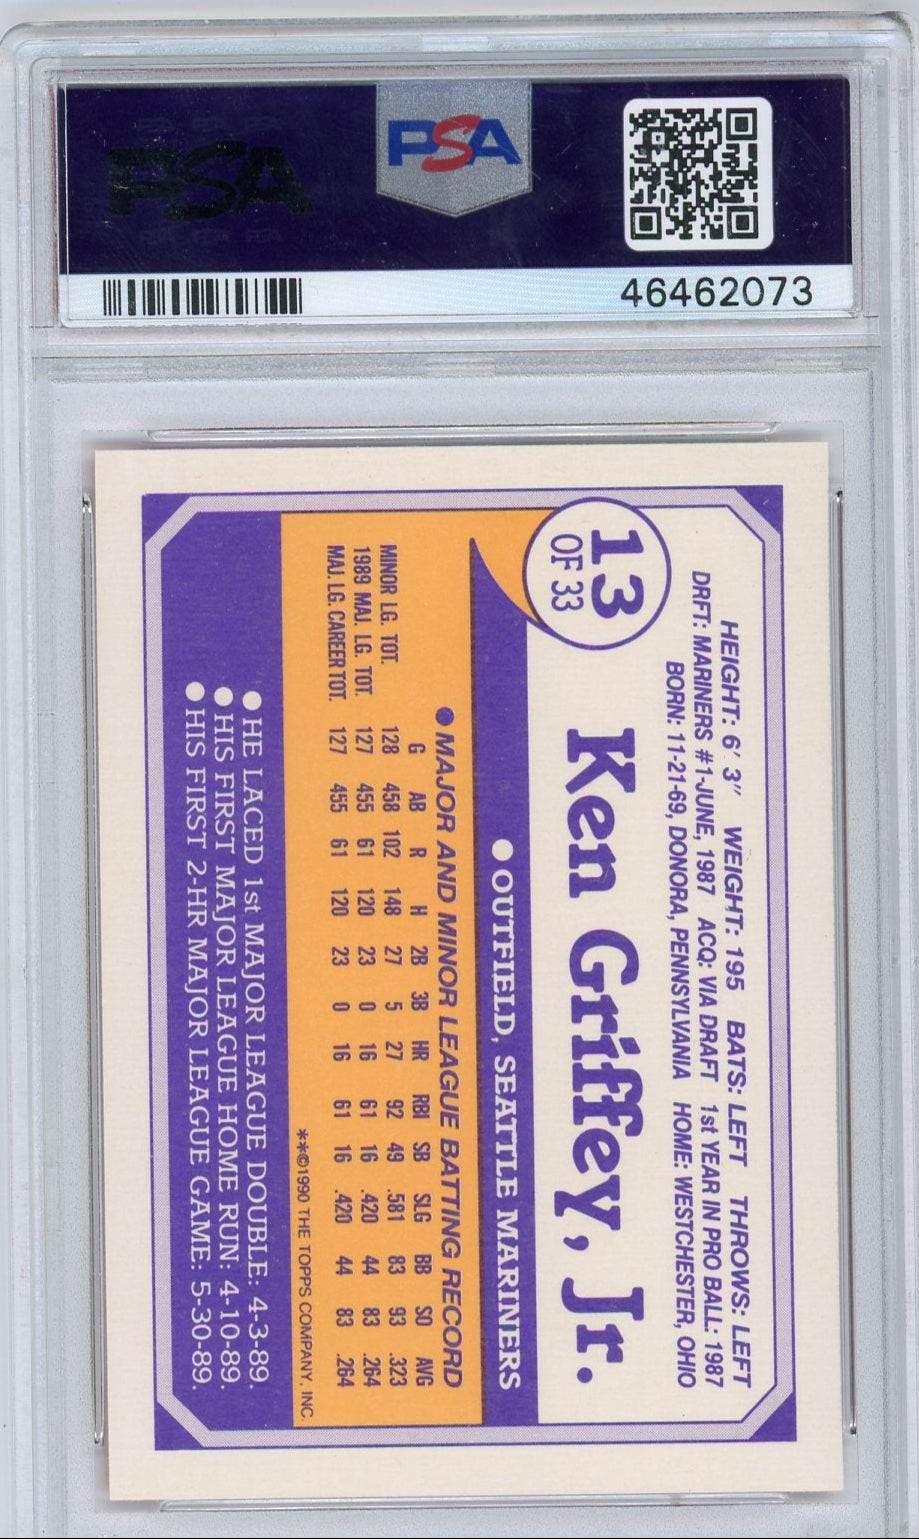 PSA
PSA
46462073
13
OF 33
HEIGHT: 6' 3" WEIGHT: 195 BATS: LEFT THROWS: LEFT
DRFT: MARINERS #1-JUNE, 1987 ACQ: VIA DRAFT 1st YEAR IN PRO BALL: 1987
BORN: 11-21-69, DONORA, PENNSYLVANIA HOME: WESTCHESTER, OHIO
Ken Griffey, Jr.
● OUTFIELD, SEATTLE MARINERS
● MAJOR AND MINOR LEAGUE BATTING RECORD
G AB R H 2B 3B HR RBI SB SLG BB SO AVG
MINOR LG. TOT. 128 458 102 148 27 5 27 92 49 .581 83 93 .323
1989 MAJ. LG. TOT. 127 455 61 120 23 0 16 61 16 .420 44 83 .264
MAJ. LG. CAREER TOT. 127 455 61 120 23 0 16 61 16 .420 44 83 .264
**©1990 THE TOPPS COMPANY, INC.
● HE LACED 1st MAJOR LEAGUE DOUBLE: 4-3-89.
● HIS FIRST MAJOR LEAGUE HOME RUN: 4-10-89.
● HIS FIRST 2-HR MAJOR LEAGUE GAME: 5-30-89.